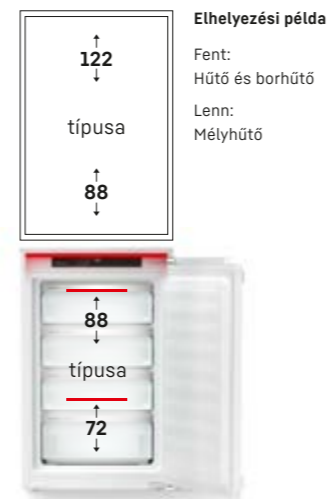 Elhelyezési példa
Fent:
Hűtő és borhűtő
Lenn:
Mélyhűtő
↑
122
↓
típusa
↑
88
↓
↑
88
↓
típusa
↑
72
↓